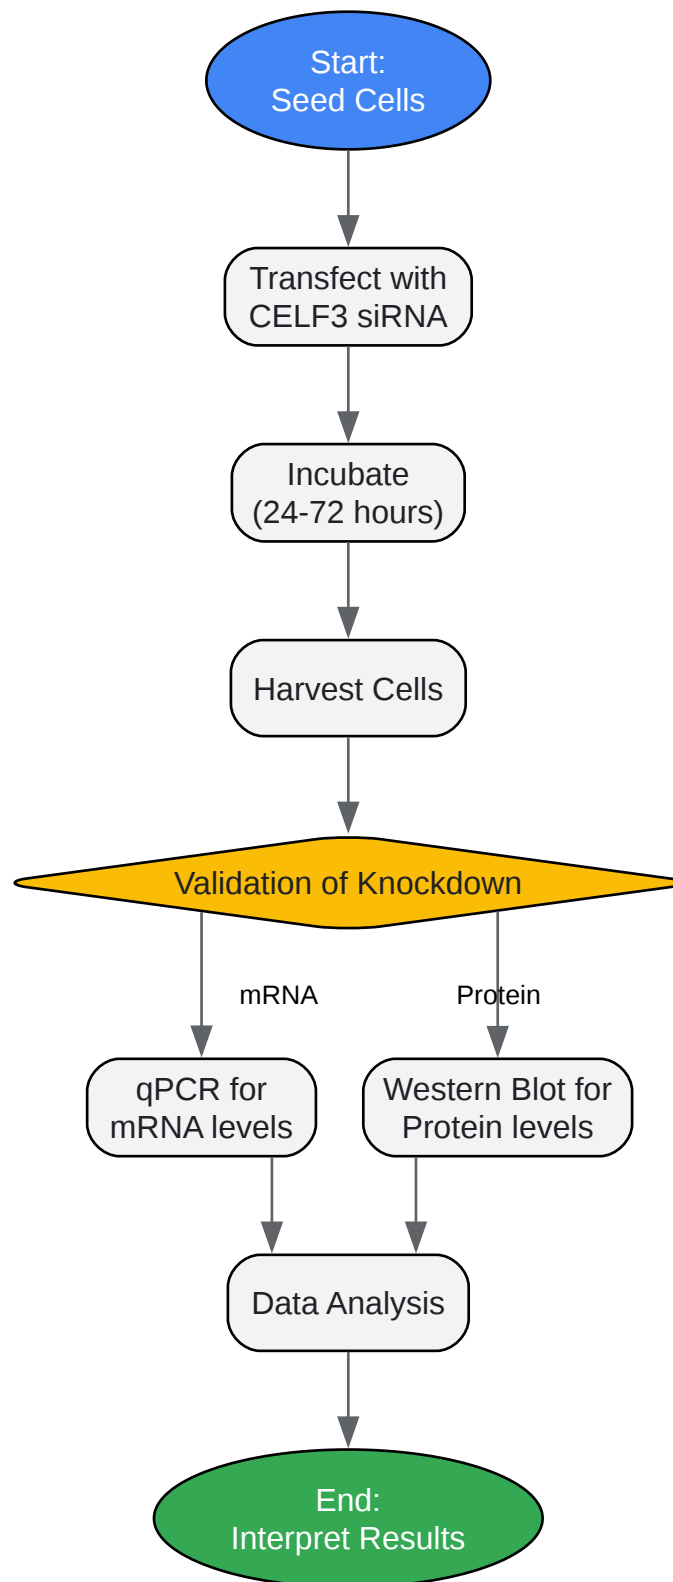 Start:
Seed Cells
Transfect with
CELF3 siRNA
Incubate
(24-72 hours)
Harvest Cells
Validation of Knockdown
mRNA
Protein
qPCR for
mRNA levels
Western Blot for
Protein levels
Data Analysis
End:
Interpret Results